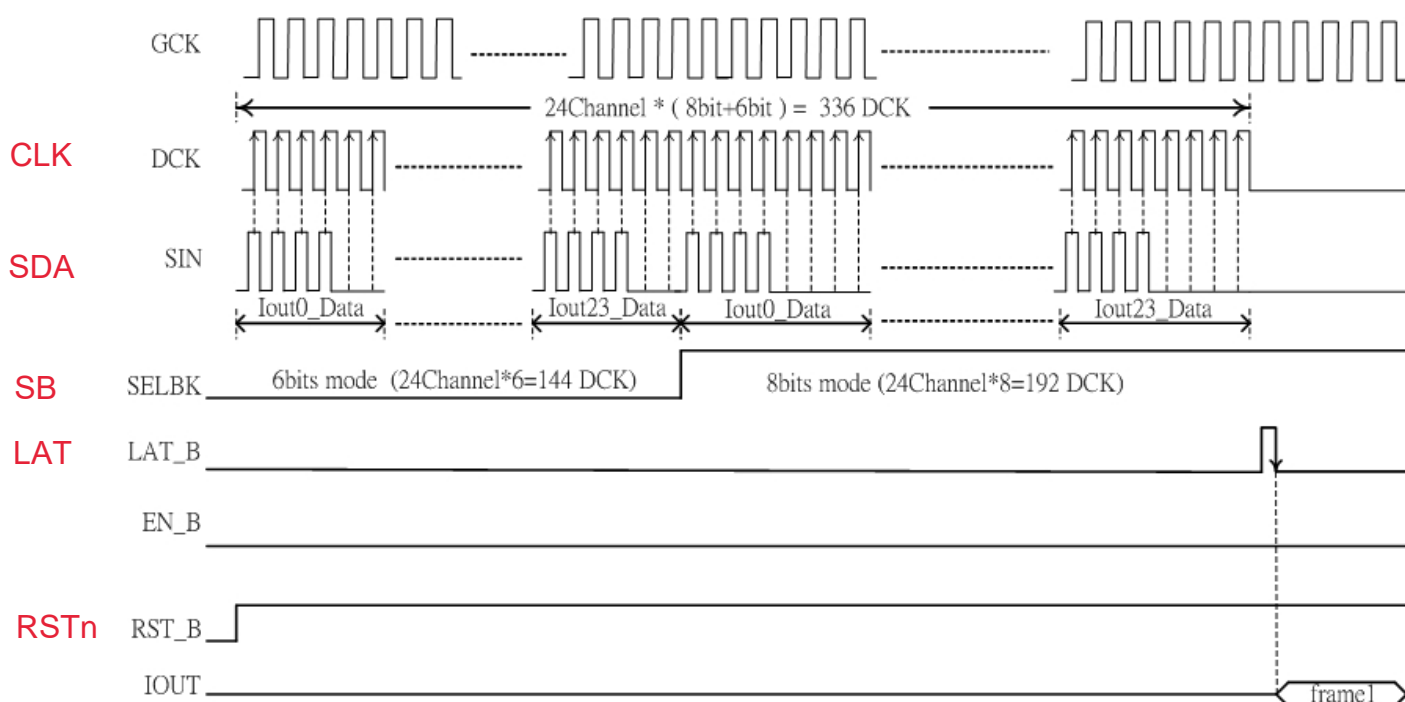 GCK
24Channel * ( 8bit+6bit ) = 336 DCK
CLK DCK
SDA SIN
Iout0_Data Iout23_Data Iout0_Data Iout23_Data
SB SELBK 6bits mode (24Channel*6=144 DCK) 8bits mode (24Channel*8=192 DCK)
LAT LAT_B
EN_B
RSTn RST_B
IOUT frame1